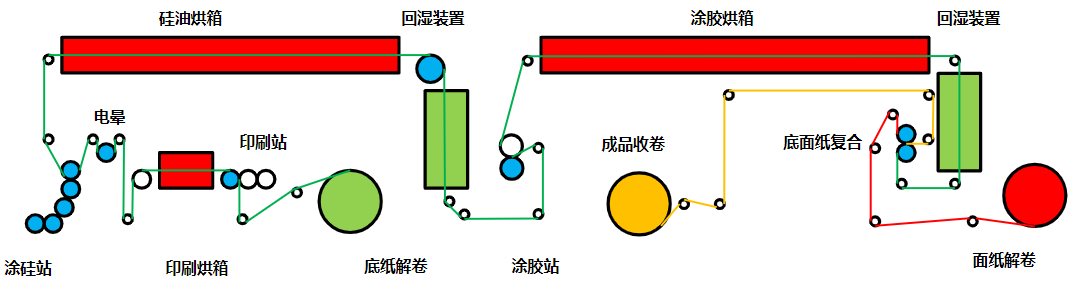 硅油烘箱
回湿装置
涂胶烘箱
回湿装置
电晕
印刷站
成品收卷
底面纸复合
涂硅站
印刷烘箱
底纸解卷
涂胶站
面纸解卷